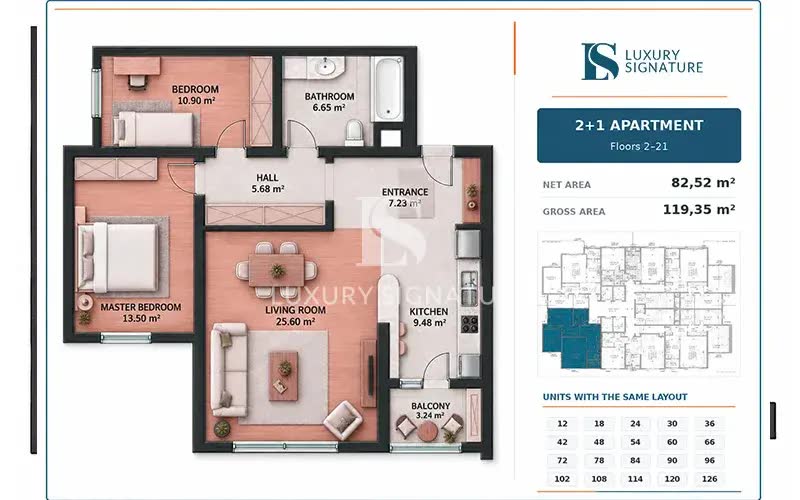 BEDROOM
10.90 m²
BATHROOM
6.65 m²
HALL
5.68 m²
ENTRANCE
7.23 m²
MASTER BEDROOM
13.50 m²
LIVING ROOM
25.60 m²
KITCHEN
9.48 m²
BALCONY
3.24 m²
LS
LUXURY SIGNATURE
LS
LUXURY
SIGNATURE
2+1 APARTMENT
Floors 2–21
NET AREA 82,52 m²
GROSS AREA 119,35 m²
UNITS WITH THE SAME LAYOUT
12 18 24 30 36
42 48 54 60 66
72 78 84 90 96
102 108 114 120 126